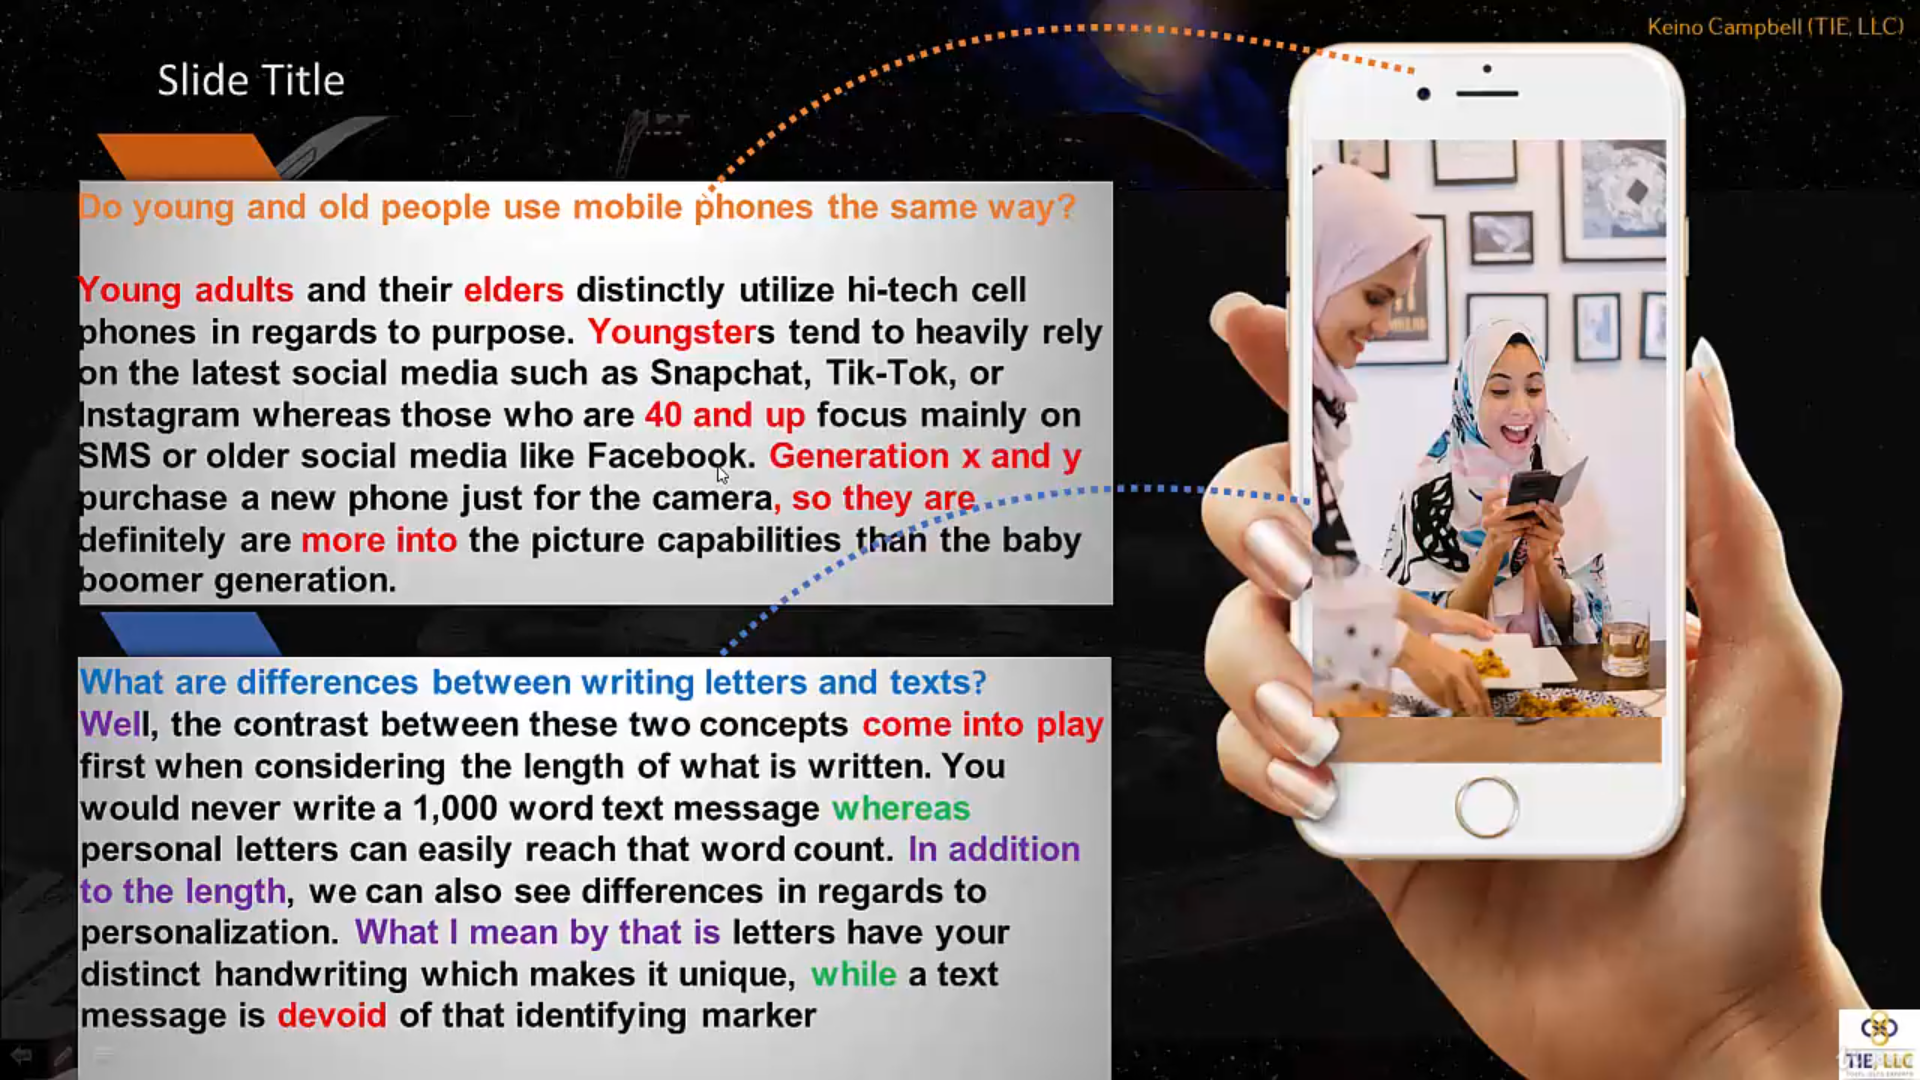 Keino Campbell (TIE, LLC)
Slide Title
Do young and old people use mobile phones the same way?
Young adults and their elders distinctly utilize hi-tech cell
phones in regards to purpose. Youngsters tend to heavily rely
on the latest social media such as Snapchat, Tik-Tok, or
Instagram whereas those who are 40 and up focus mainly on
SMS or older social media like Facebook. Generation x and y
purchase a new phone just for the camera, so they are
definitely are more into the picture capabilities than the baby
boomer generation.
What are differences between writing letters and texts?
Well, the contrast between these two concepts come into play
first when considering the length of what is written. You
would never write a 1,000 word text message whereas
personal letters can easily reach that word count. In addition
to the length, we can also see differences in regards to
personalization. What I mean by that is letters have your
distinct handwriting which makes it unique, while a text
message is devoid of that identifying marker
TIE, LLC